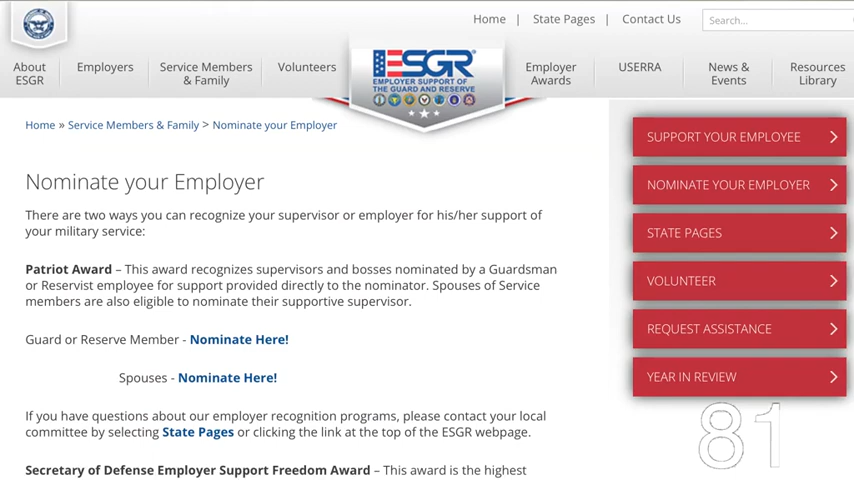 Home | State Pages | Contact Us
Search...
About
ESGR
Employers
Service Members
& Family
Volunteers
ESGR
EMPLOYER SUPPORT OF
THE GUARD AND RESERVE
Employer
Awards
USERRA
News &
Events
Resources
Library
Home » Service Members & Family > Nominate your Employer
Nominate your Employer
There are two ways you can recognize your supervisor or employer for his/her support of
your military service:
Patriot Award – This award recognizes supervisors and bosses nominated by a Guardsman
or Reservist employee for support provided directly to the nominator. Spouses of Service
members are also eligible to nominate their supportive supervisor.
Guard or Reserve Member - Nominate Here!
Spouses - Nominate Here!
If you have questions about our employer recognition programs, please contact your local
committee by selecting State Pages or clicking the link at the top of the ESGR webpage.
Secretary of Defense Employer Support Freedom Award – This award is the highest
SUPPORT YOUR EMPLOYEE
NOMINATE YOUR EMPLOYER
STATE PAGES
VOLUNTEER
REQUEST ASSISTANCE
YEAR IN REVIEW
81